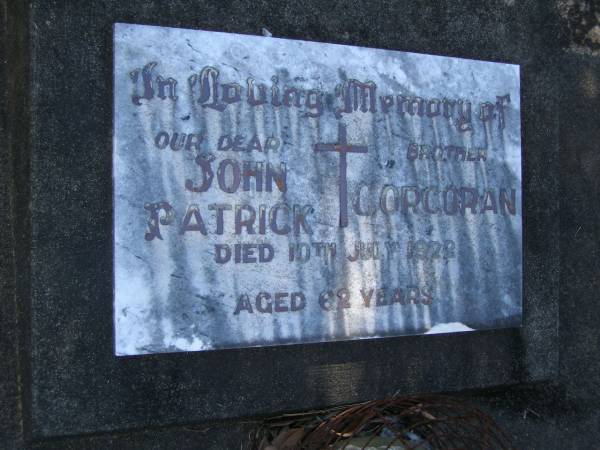 In Loving Memory of
OUR DEAR BROTHER
JOHN
PATRICK CORCORAN
DIED 10TH JULY
AGED 62 YEARS